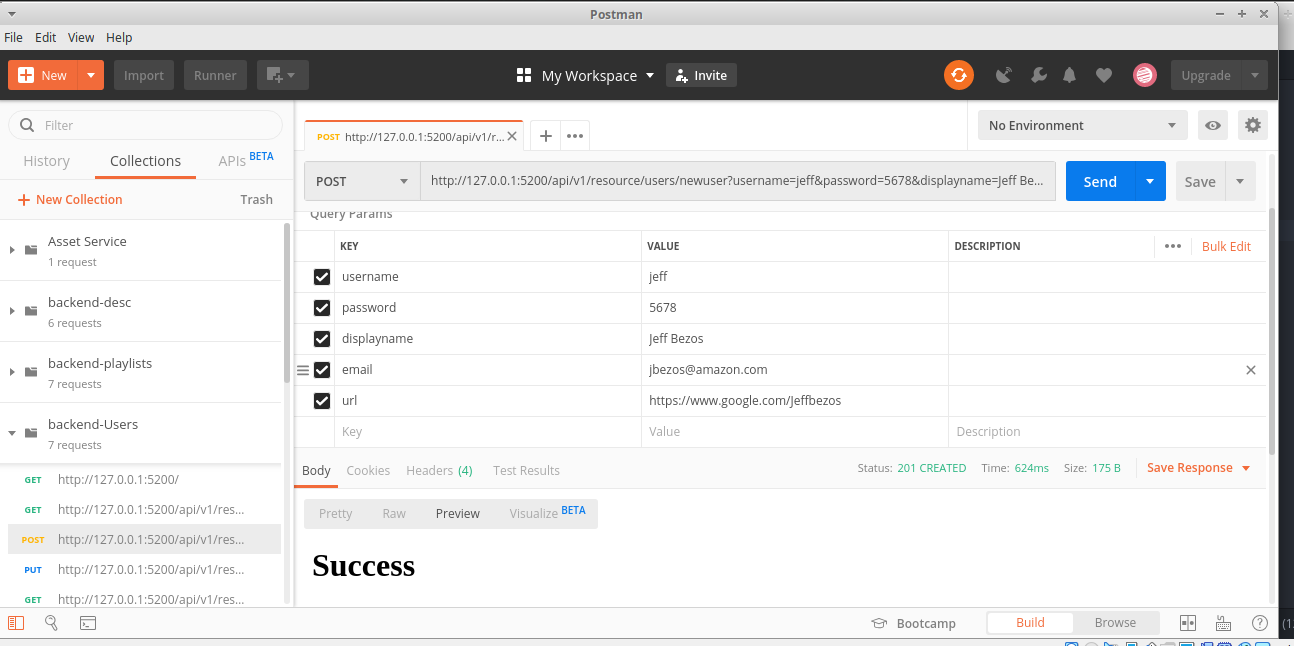 Postman
File Edit View Help
New Import Runner My Workspace Invite Upgrade
Filter
History Collections APIs BETA
+ New Collection Trash
Asset Service
1 request
backend-desc
6 requests
backend-playlists
7 requests
backend-Users
7 requests
GET http://127.0.0.1:5200/
GET http://127.0.0.1:5200/api/v1/res...
POST http://127.0.0.1:5200/api/v1/res...
PUT http://127.0.0.1:5200/api/v1/res...
GET http://127.0.0.1:5200/api/v1/res...
POST http://127.0.0.1:5200/api/v1/r...
No Environment
POST http://127.0.0.1:5200/api/v1/resource/users/newuser?username=jeff&password=5678&displayname=Jeff Be... Send Save
Query Params
KEY VALUE DESCRIPTION Bulk Edit
username jeff
password 5678
displayname Jeff Bezos
email jbezos@amazon.com
url https://www.google.com/Jeffbezos
Key Value Description
Body Cookies Headers (4) Test Results Status: 201 CREATED Time: 624ms Size: 175 B Save Response
Pretty Raw Preview Visualize BETA
Success
Bootcamp Build Browse